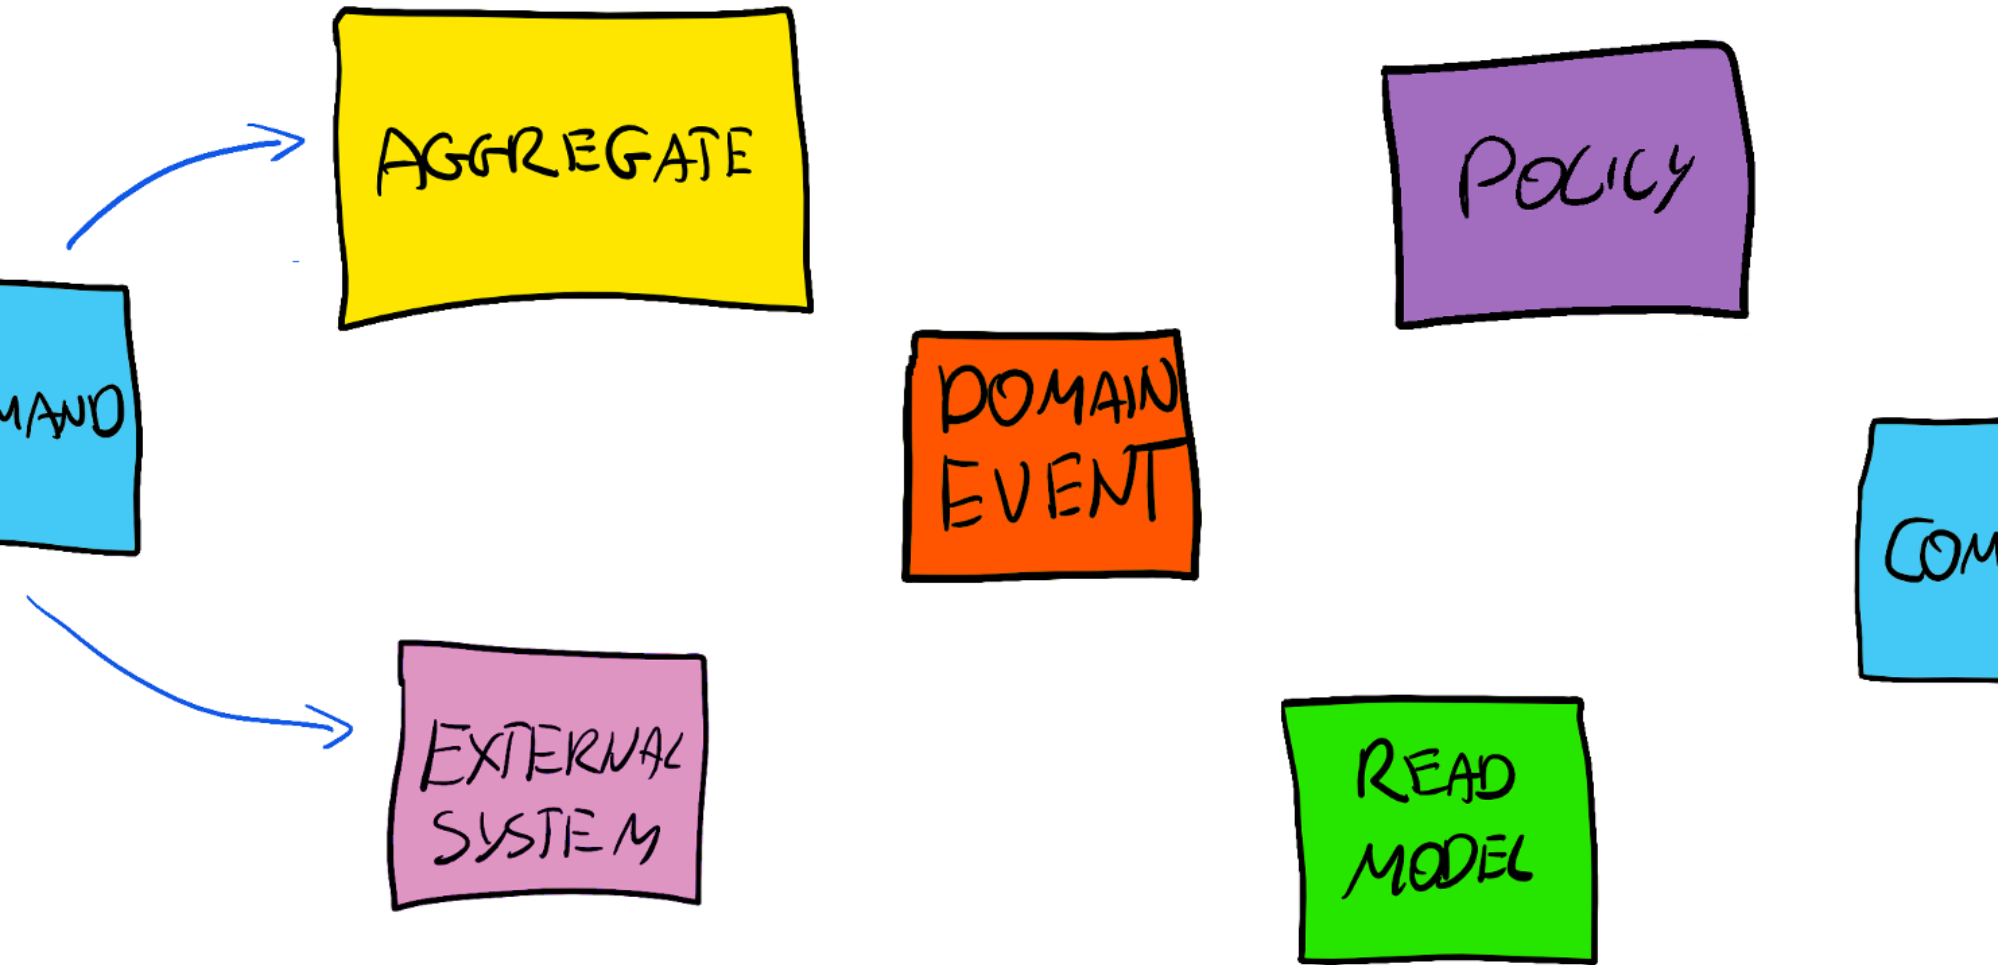 AGGREGATE
POLICY
MAND
DOMAIN
EVENT
COM
EXTERNAL
SYSTEM
READ
MODEL